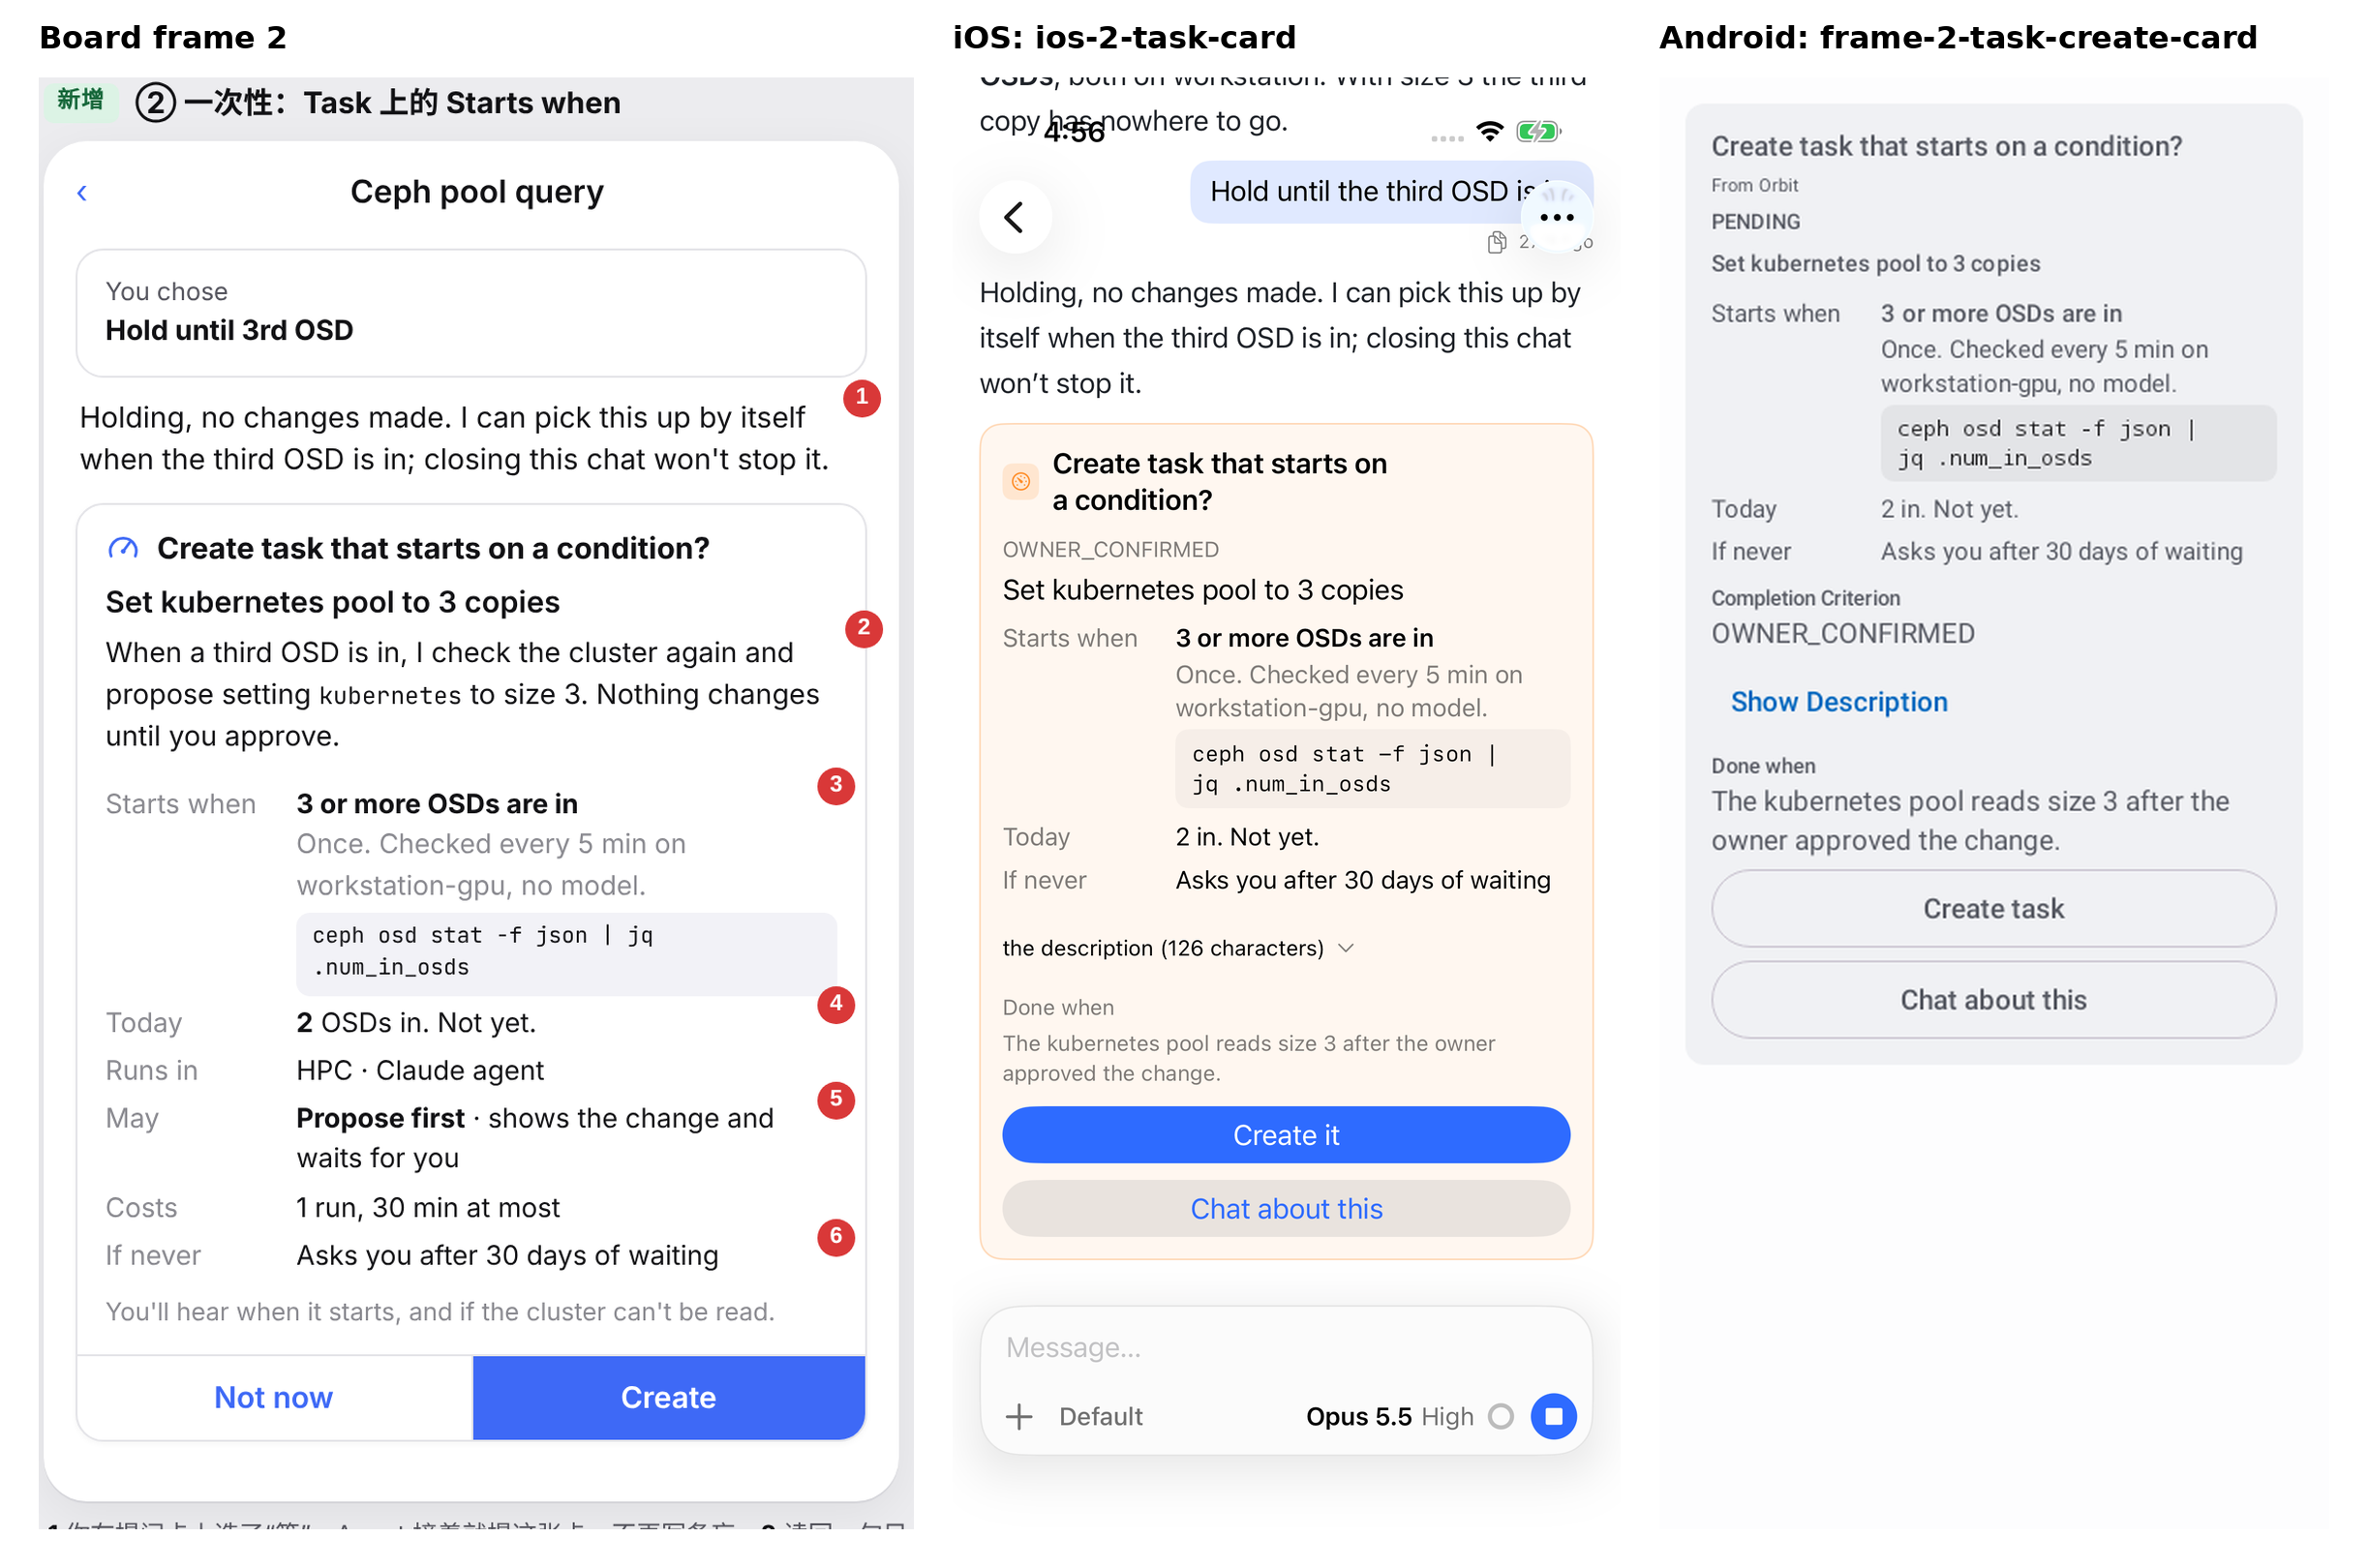 Board frame 2
新增 ② 一次性：Task 上的 Starts when
‹ Ceph pool query
You chose
Hold until 3rd OSD
1
Holding, no changes made. I can pick this up by itself
when the third OSD is in; closing this chat won't stop it.
Create task that starts on a condition?
Set kubernetes pool to 3 copies
2
When a third OSD is in, I check the cluster again and
propose setting kubernetes to size 3. Nothing changes
until you approve.
3
Starts when 3 or more OSDs are in
Once. Checked every 5 min on
workstation-gpu, no model.
ceph osd stat -f json | jq
.num_in_osds
4
Today 2 OSDs in. Not yet.
Runs in HPC · Claude agent
5
May Propose first · shows the change and
waits for you
Costs 1 run, 30 min at most
6
If never Asks you after 30 days of waiting
You'll hear when it starts, and if the cluster can't be read.
Not now Create
iOS: ios-2-task-card
OSDs, both on workstation. With size 3 the third
copy has nowhere to go.
4:56
Hold until the third OSD is
Holding, no changes made. I can pick this up by
itself when the third OSD is in; closing this chat
won’t stop it.
Create task that starts on
a condition?
OWNER_CONFIRMED
Set kubernetes pool to 3 copies
Starts when 3 or more OSDs are in
Once. Checked every 5 min on
workstation-gpu, no model.
ceph osd stat –f json |
jq .num_in_osds
Today 2 in. Not yet.
If never Asks you after 30 days of waiting
the description (126 characters)
Done when
The kubernetes pool reads size 3 after the owner
approved the change.
Create it
Chat about this
Message...
Default Opus 5.5 High
Android: frame-2-task-create-card
Create task that starts on a condition?
From Orbit
PENDING
Set kubernetes pool to 3 copies
Starts when 3 or more OSDs are in
Once. Checked every 5 min on
workstation-gpu, no model.
ceph osd stat -f json |
jq .num_in_osds
Today 2 in. Not yet.
If never Asks you after 30 days of waiting
Completion Criterion
OWNER_CONFIRMED
Show Description
Done when
The kubernetes pool reads size 3 after the
owner approved the change.
Create task
Chat about this